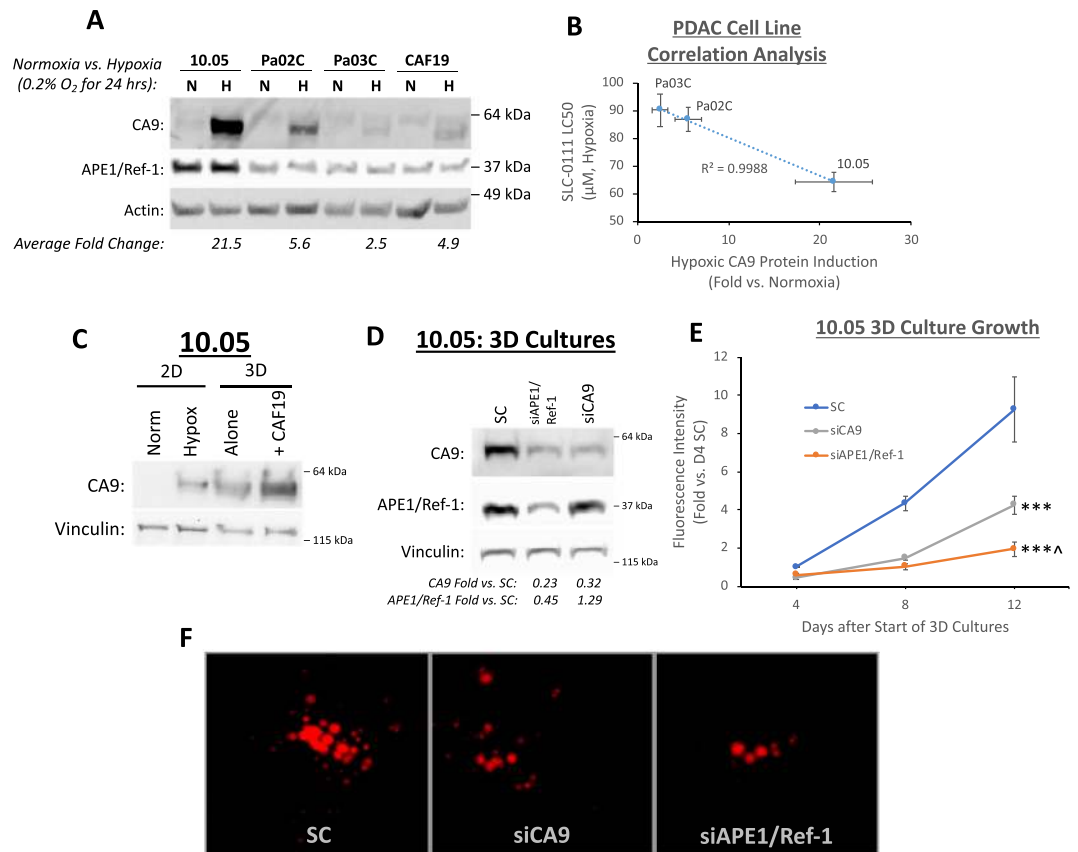 A
Normoxia vs. Hypoxia
(0.2% O₂ for 24 hrs):
10.05 Pa02C Pa03C CAF19
N H N H N H N H
CA9:
64 kDa
APE1/Ref-1:
37 kDa
49 kDa
Actin:
Average Fold Change: 21.5 5.6 2.5 4.9
B
PDAC Cell Line
Correlation Analysis
SLC-0111 LC50
(µM, Hypoxia)
100
90
80
70
60
50
Pa03C
Pa02C
10.05
R² = 0.9988
0 10 20 30
Hypoxic CA9 Protein Induction
(Fold vs. Normoxia)
C
10.05
2D 3D
Norm Hypox Alone + CAF19
CA9:
64 kDa
Vinculin:
115 kDa
D
10.05: 3D Cultures
SC siAPE1/ Ref-1 siCA9
CA9:
64 kDa
APE1/Ref-1:
37 kDa
Vinculin:
115 kDa
CA9 Fold vs. SC: 0.23 0.32
APE1/Ref-1 Fold vs. SC: 0.45 1.29
E
10.05 3D Culture Growth
Fluorescence Intensity
(Fold vs. D4 SC)
12
10
8
6
4
2
0
SC
siCA9
siAPE1/Ref-1
***
***^
4 8 12
Days after Start of 3D Cultures
F
SC siCA9 siAPE1/Ref-1